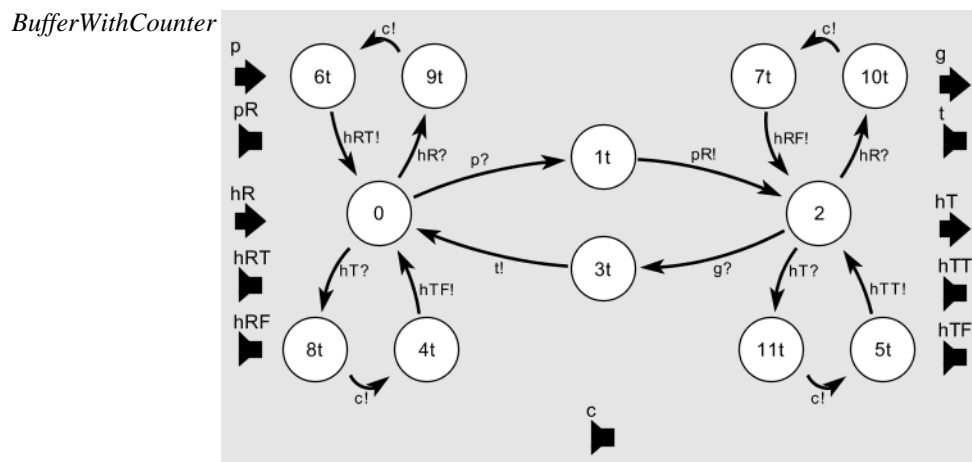 BufferWithCounter
p
pR
hR
hRT
hRF
6t
c!
9t
hRT!
hR?
0
hT?
hTF!
8t
c!
4t
p?
1t
pR!
t!
3t
g?
7t
c!
10t
hRF!
hR?
2
hT?
hTT!
11t
c!
5t
g
t
hT
hTT
hTF
c